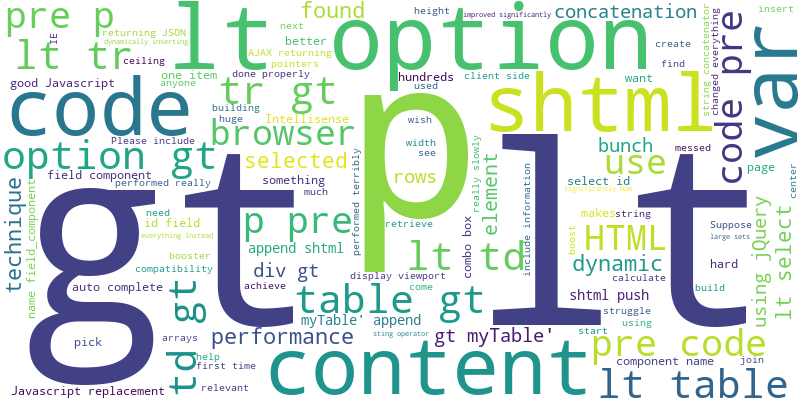 pre p
lt option
returning JSON
IE
dynamically inserting
found
next
height
improved significantly
concatenation
insert
lt tr
ceiling
AJAX returning
better
pointers
create
find
string concatenator
changed everything
code pre
var
good Javascript
one item
anyone
done properly
hundreds
used
client side
want
code
tr gt
p
shtml
building
huge
Intellisense
wish
Please include
browser
width
see
bunch
messed
option gt
selected
rows
really slowly
element
use
page
center
field component
performed really
something
much
performed terribly
select id
significantly how
technique
name field_component
gt
lt
need
id field
everything Instead
p pre
retrieve
combo box
include information
makes
string
HTML
boost
Suppose
large sets
using jQuery
lt select
booster
compatibility
append shtml
div gt
lt td
display viewport
come
dynamic
calculate
hard
build
auto complete
achieve
td gt
table gt
shtml push
struggle
using
myTable' append
sting operator
start
pick
arrays
help
first time
relevant
performance
gt myTable'
pre code
component name
join
Javascript replacement
content
lt table